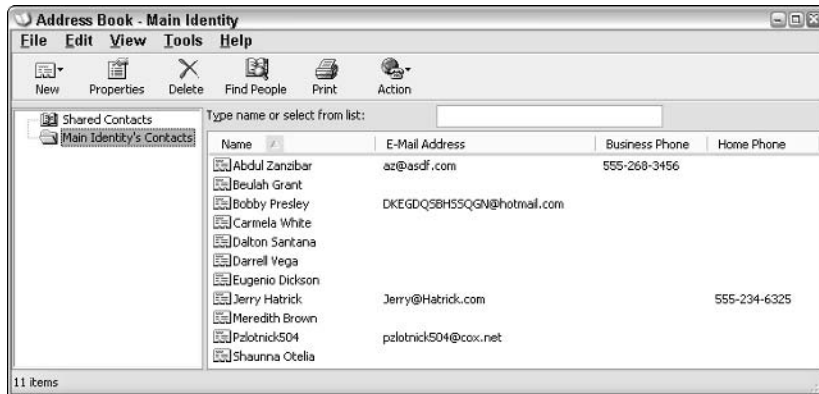 Address Book - Main Identity
File Edit View Tools Help
New Properties Delete Find People Print Action
Shared Contacts
Main Identity's Contacts
Type name or select from list:
Name E-Mail Address Business Phone Home Phone
Abdul Zanzibar az@asdf.com 555-268-3456
Beulah Grant
Bobby Presley DKEGDQSBHSSQGN@hotmail.com
Carmela White
Dalton Santana
Darrell Vega
Eugenio Dickson
Jerry Hatrick Jerry@Hatrick.com 555-234-6325
Meredith Brown
Pzlotnick504 pzlotnick504@cox.net
Shaunna Otelia
11 items